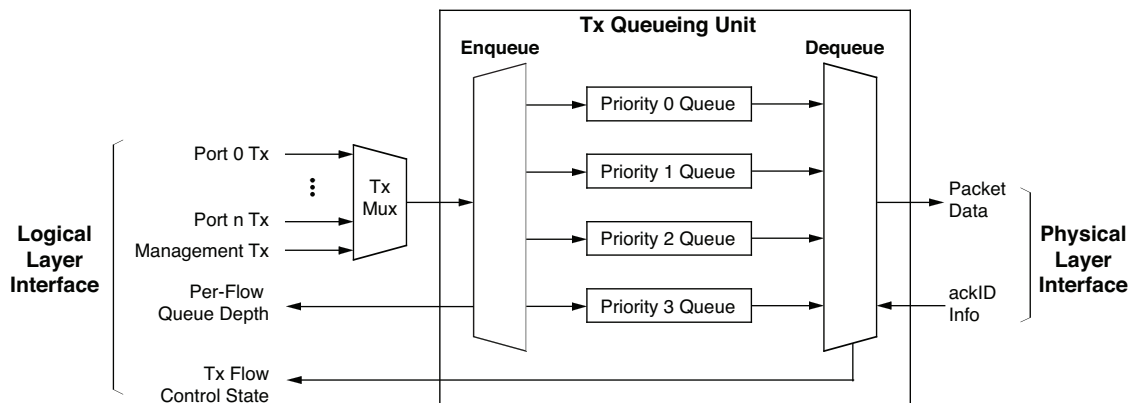 Tx Queueing Unit
Enqueue
Dequeue
Priority 0 Queue
Priority 1 Queue
Priority 2 Queue
Priority 3 Queue
Port 0 Tx
Port n Tx
Management Tx
Tx
Mux
Per-Flow
Queue Depth
Tx Flow
Control State
Logical
Layer
Interface
Packet
Data
ackID
Info
Physical
Layer
Interface